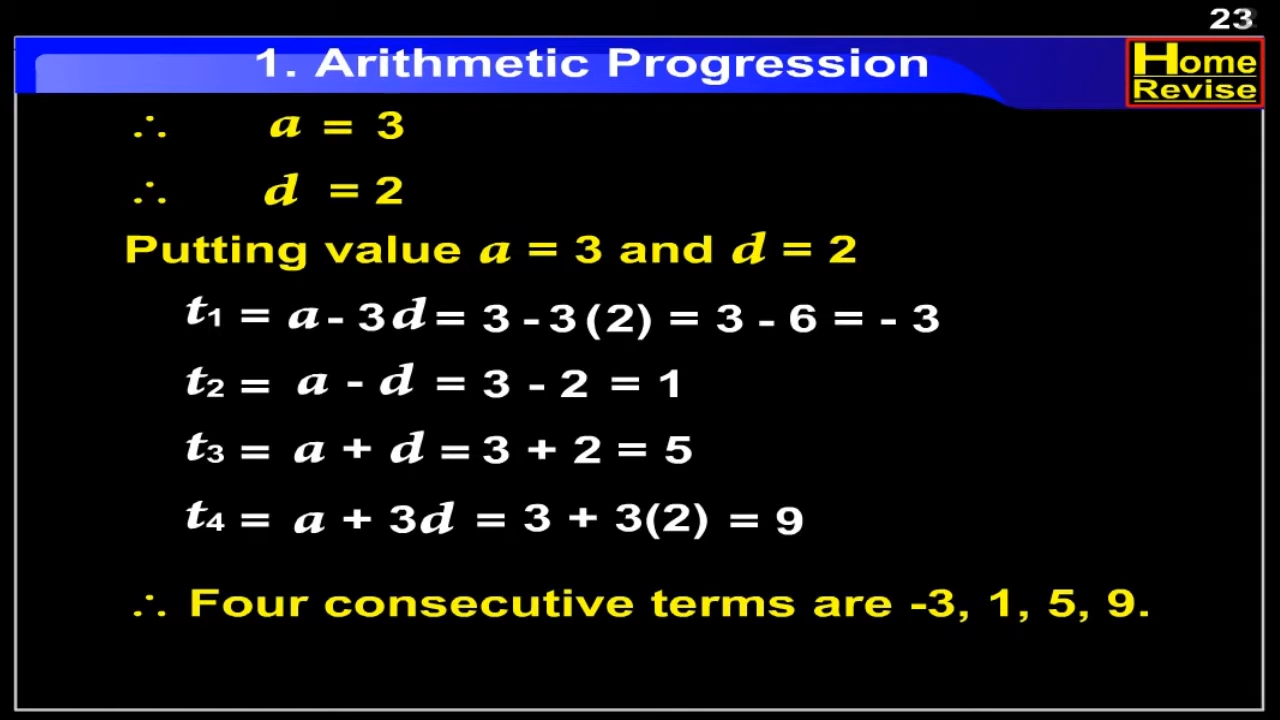 23
1. Arithmetic Progression
Home
Revise
∴ a = 3
∴ d = 2
Putting value a = 3 and d = 2
t₁ = a - 3d = 3 - 3(2) = 3 - 6 = - 3
t₂ = a - d = 3 - 2 = 1
t₃ = a + d = 3 + 2 = 5
t₄ = a + 3d = 3 + 3(2) = 9
∴ Four consecutive terms are -3, 1, 5, 9.